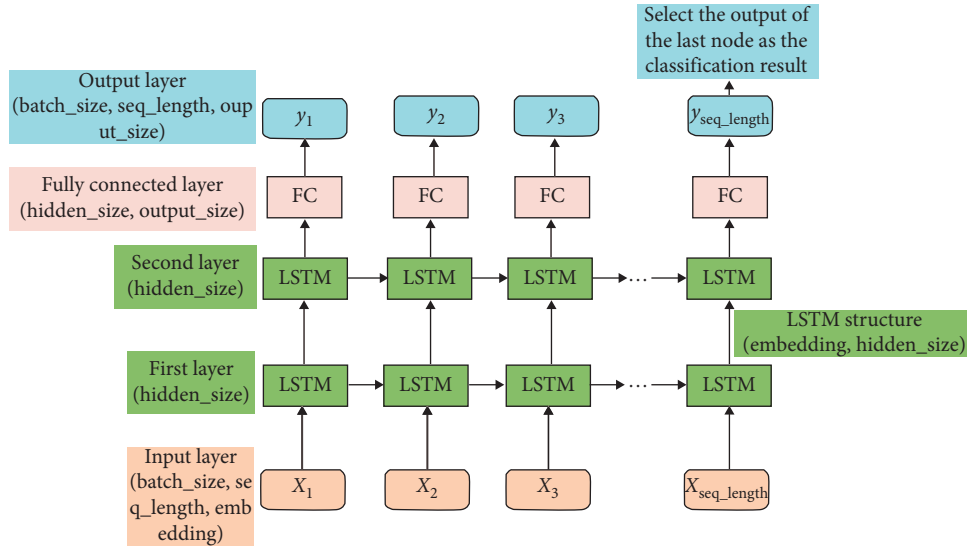 Select the output of
the last node as the
classification result
Output layer
(batch_size, seq_length, oup
ut_size)
y1
y2
y3
yseq_length
Fully connected layer
(hidden_size, output_size)
FC
FC
FC
FC
Second layer
(hidden_size)
LSTM
LSTM
LSTM
...
LSTM
LSTM structure
(embedding, hidden_size)
First layer
(hidden_size)
LSTM
LSTM
LSTM
...
LSTM
Input layer
(batch_size, se
q_length, emb
edding)
X1
X2
X3
Xseq_length